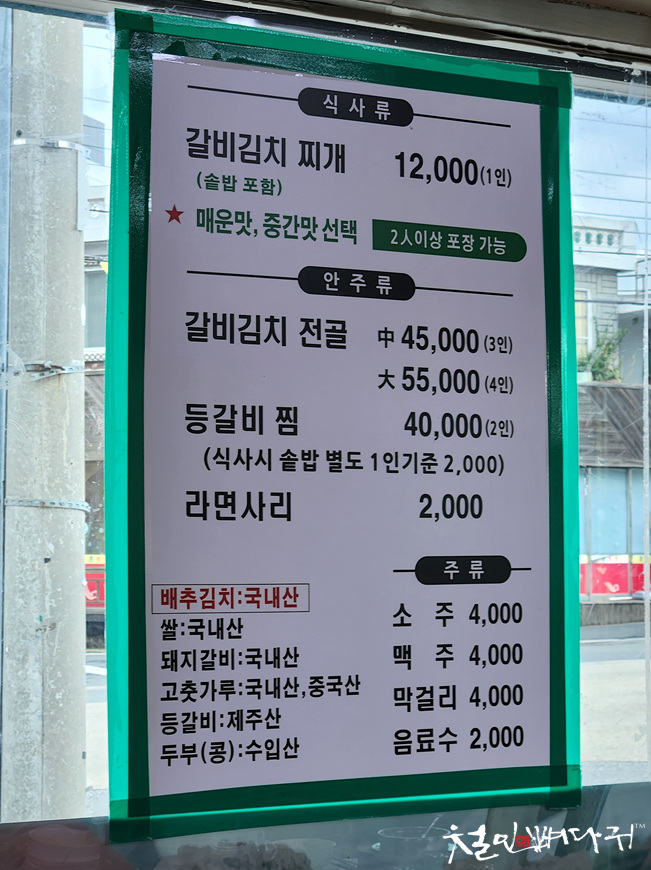 식사류
갈비김치 찌개 12,000(1인)
(솥밥 포함)
★ 매운맛, 중간맛 선택 2人이상 포장 가능
안주류
갈비김치 전골 中 45,000(3인)
大 55,000(4인)
등갈비 찜 40,000(2인)
(식사시 솥밥 별도 1인기준 2,000)
라면사리 2,000
주류
배추김치:국내산
쌀:국내산
돼지갈비:국내산
고춧가루:국내산,중국산
등갈비:제주산
두부(콩):수입산
소 주 4,000
맥 주 4,000
막걸리 4,000
음료수 2,000